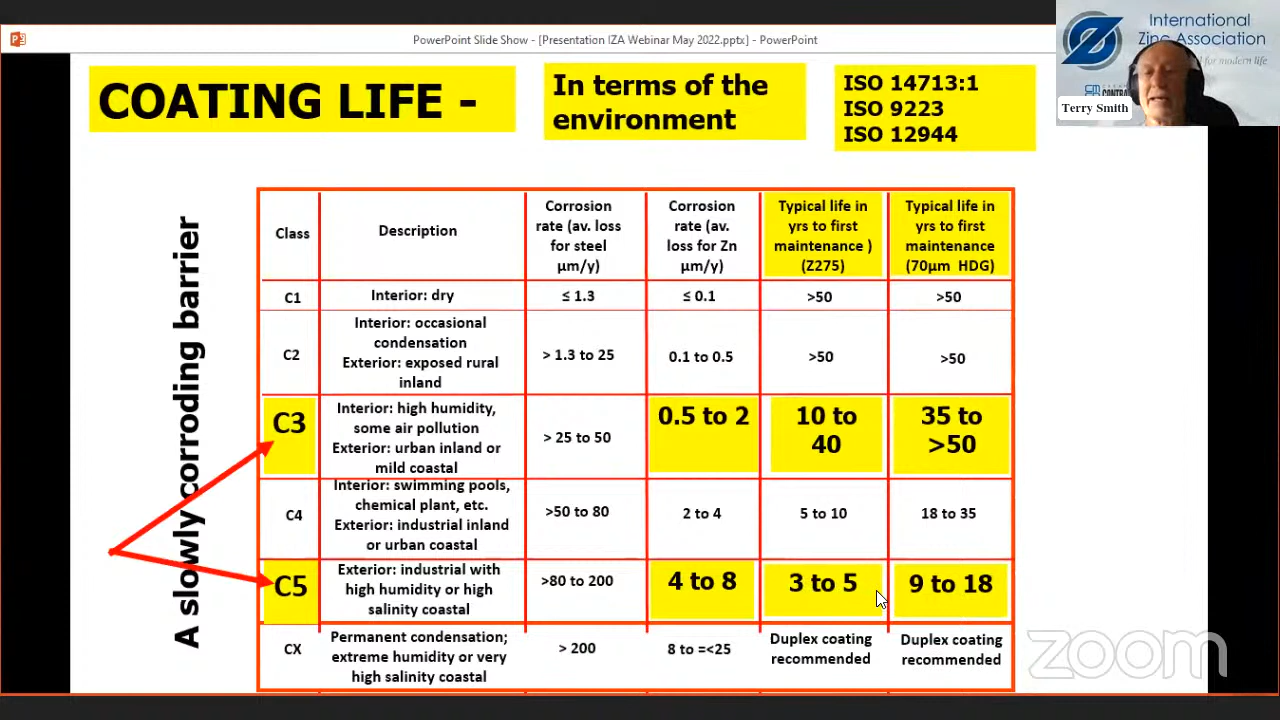 PowerPoint Slide Show - [Presentation IZA Webinar May 2022.pptx] - PowerPoint
International
Zinc Association
for modern life
Terry Smith
COATING LIFE -
In terms of the
environment
ISO 14713:1
ISO 9223
ISO 12944
A slowly corroding barrier
Class
Description
Corrosion
rate (av. loss
for steel
µm/y)
Corrosion
rate (av.
loss for Zn
µm/y)
Typical life in
yrs to first
maintenance )
(Z275)
Typical life in
yrs to first
maintenance
(70µm HDG)
C1
Interior: dry
≤ 1.3
≤ 0.1
>50
>50
C2
Interior: occasional
condensation
Exterior: exposed rural
inland
> 1.3 to 25
0.1 to 0.5
>50
>50
C3
Interior: high humidity,
some air pollution
Exterior: urban inland or
mild coastal
> 25 to 50
0.5 to 2
10 to
40
35 to
>50
C4
Interior: swimming pools,
chemical plant, etc.
Exterior: industrial inland
or urban coastal
>50 to 80
2 to 4
5 to 10
18 to 35
C5
Exterior: industrial with
high humidity or high
salinity coastal
>80 to 200
4 to 8
3 to 5
9 to 18
CX
Permanent condensation;
extreme humidity or very
high salinity coastal
> 200
8 to =<25
Duplex coating
recommended
Duplex coating
recommended
zoom